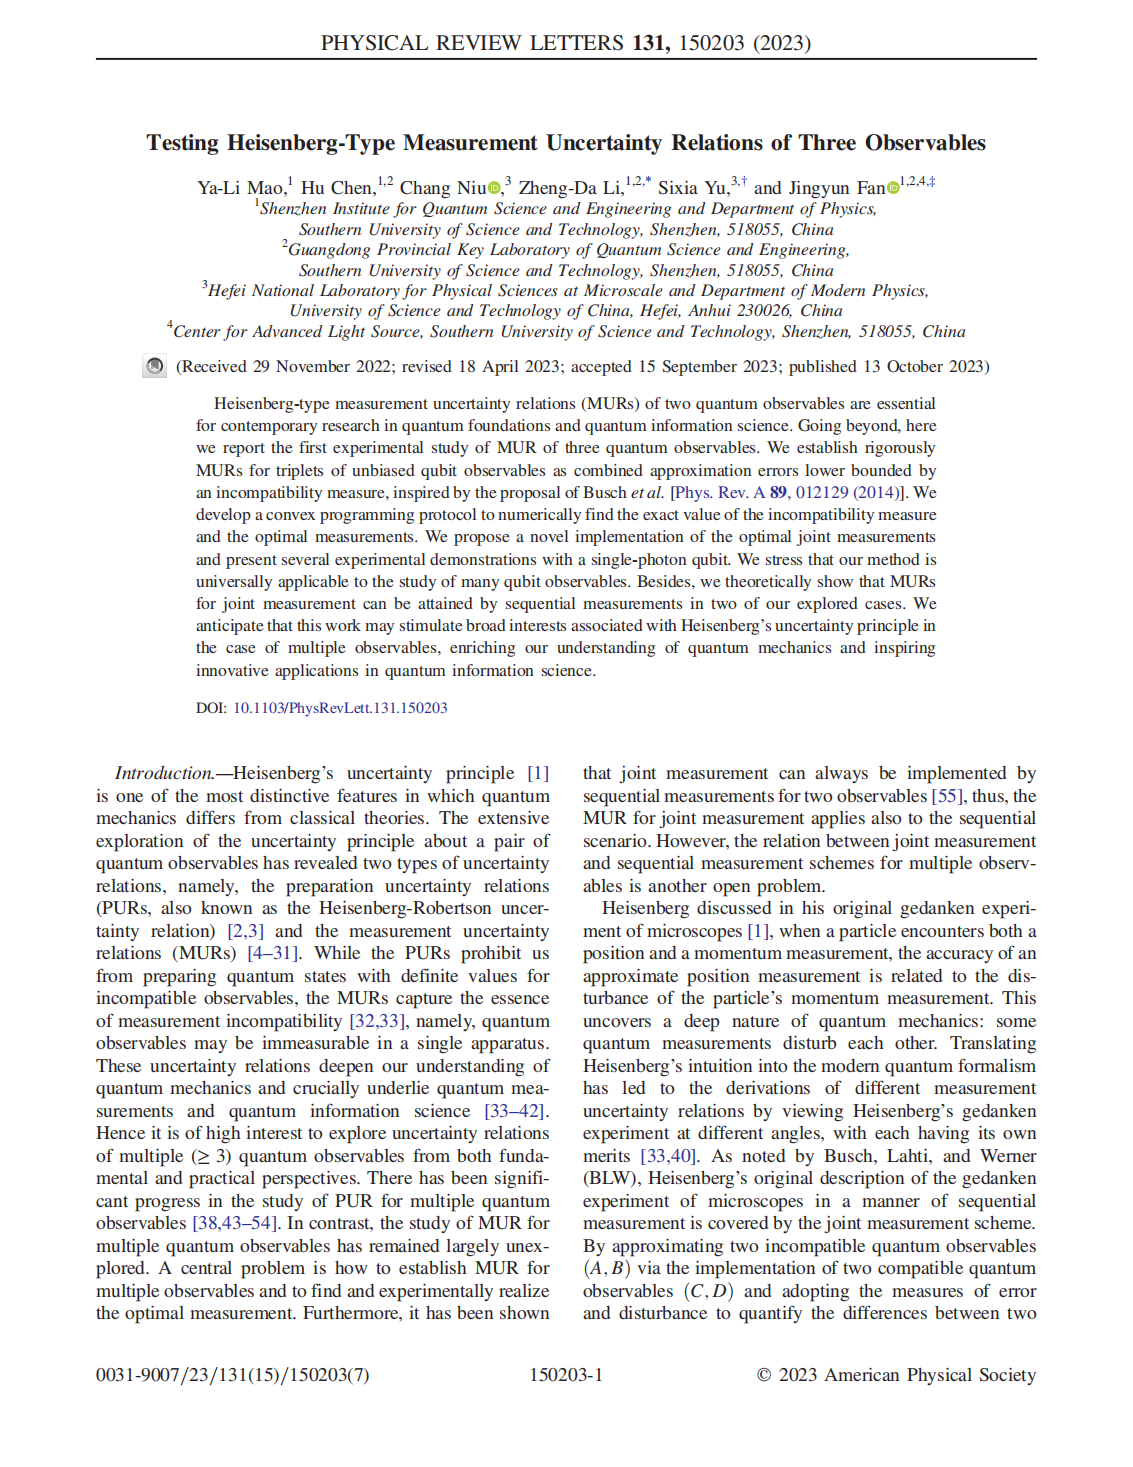 PHYSICAL REVIEW LETTERS 131, 150203 (2023)
Testing Heisenberg-Type Measurement Uncertainty Relations of Three Observables
Ya-Li Mao,1 Hu Chen,1,2 Chang Niu,3 Zheng-Da Li,1,2,* Sixia Yu,3,† and Jingyun Fan1,2,4,‡
1Shenzhen Institute for Quantum Science and Engineering and Department of Physics,
Southern University of Science and Technology, Shenzhen, 518055, China
2Guangdong Provincial Key Laboratory of Quantum Science and Engineering,
Southern University of Science and Technology, Shenzhen, 518055, China
3Hefei National Laboratory for Physical Sciences at Microscale and Department of Modern Physics,
University of Science and Technology of China, Hefei, Anhui 230026, China
4Center for Advanced Light Source, Southern University of Science and Technology, Shenzhen, 518055, China
(Received 29 November 2022; revised 18 April 2023; accepted 15 September 2023; published 13 October 2023)
Heisenberg-type measurement uncertainty relations (MURs) of two quantum observables are essential
for contemporary research in quantum foundations and quantum information science. Going beyond, here
we report the first experimental study of MUR of three quantum observables. We establish rigorously
MURs for triplets of unbiased qubit observables as combined approximation errors lower bounded by
an incompatibility measure, inspired by the proposal of Busch et al. [Phys. Rev. A 89, 012129 (2014)]. We
develop a convex programming protocol to numerically find the exact value of the incompatibility measure
and the optimal measurements. We propose a novel implementation of the optimal joint measurements
and present several experimental demonstrations with a single-photon qubit. We stress that our method is
universally applicable to the study of many qubit observables. Besides, we theoretically show that MURs
for joint measurement can be attained by sequential measurements in two of our explored cases. We
anticipate that this work may stimulate broad interests associated with Heisenberg's uncertainty principle in
the case of multiple observables, enriching our understanding of quantum mechanics and inspiring
innovative applications in quantum information science.
DOI: 10.1103/PhysRevLett.131.150203
Introduction.—Heisenberg's uncertainty principle [1]
is one of the most distinctive features in which quantum
mechanics differs from classical theories. The extensive
exploration of the uncertainty principle about a pair of
quantum observables has revealed two types of uncertainty
relations, namely, the preparation uncertainty relations
(PURs, also known as the Heisenberg-Robertson uncer-
tainty relation) [2,3] and the measurement uncertainty
relations (MURs) [4–31]. While the PURs prohibit us
from preparing quantum states with definite values for
incompatible observables, the MURs capture the essence
of measurement incompatibility [32,33], namely, quantum
observables may be immeasurable in a single apparatus.
These uncertainty relations deepen our understanding of
quantum mechanics and crucially underlie quantum mea-
surements and quantum information science [33–42].
Hence it is of high interest to explore uncertainty relations
of multiple (≥ 3) quantum observables from both funda-
mental and practical perspectives. There has been signifi-
cant progress in the study of PUR for multiple quantum
observables [38,43–54]. In contrast, the study of MUR for
multiple quantum observables has remained largely unex-
plored. A central problem is how to establish MUR for
multiple observables and to find and experimentally realize
the optimal measurement. Furthermore, it has been shown
that joint measurement can always be implemented by
sequential measurements for two observables [55], thus, the
MUR for joint measurement applies also to the sequential
scenario. However, the relation between joint measurement
and sequential measurement schemes for multiple observ-
ables is another open problem.
Heisenberg discussed in his original gedanken experi-
ment of microscopes [1], when a particle encounters both a
position and a momentum measurement, the accuracy of an
approximate position measurement is related to the dis-
turbance of the particle's momentum measurement. This
uncovers a deep nature of quantum mechanics: some
quantum measurements disturb each other. Translating
Heisenberg's intuition into the modern quantum formalism
has led to the derivations of different measurement
uncertainty relations by viewing Heisenberg's gedanken
experiment at different angles, with each having its own
merits [33,40]. As noted by Busch, Lahti, and Werner
(BLW), Heisenberg's original description of the gedanken
experiment of microscopes in a manner of sequential
measurement is covered by the joint measurement scheme.
By approximating two incompatible quantum observables
(A, B) via the implementation of two compatible quantum
observables (C, D) and adopting the measures of error
and disturbance to quantify the differences between two
0031-9007/23/131(15)/150203(7)
150203-1
© 2023 American Physical Society